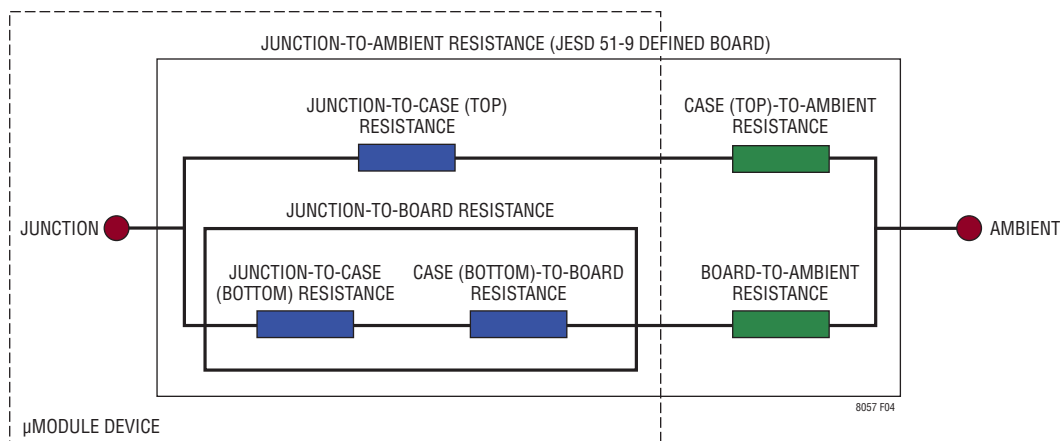 JUNCTION-TO-AMBIENT RESISTANCE (JESD 51-9 DEFINED BOARD)
JUNCTION-TO-CASE (TOP)
RESISTANCE
CASE (TOP)-TO-AMBIENT
RESISTANCE
JUNCTION-TO-BOARD RESISTANCE
JUNCTION
AMBIENT
JUNCTION-TO-CASE
(BOTTOM) RESISTANCE
CASE (BOTTOM)-TO-BOARD
RESISTANCE
BOARD-TO-AMBIENT
RESISTANCE
8057 F04
µMODULE DEVICE